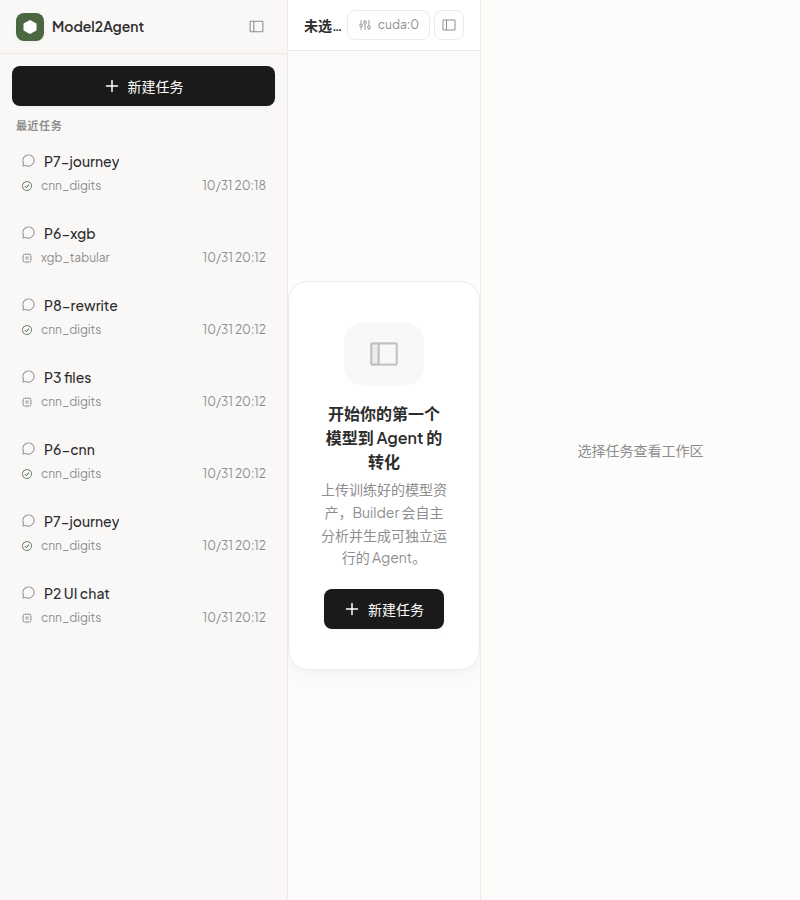 Model2Agent
新建任务
最近任务
P7-journey
cnn_digits 10/31 20:18
P6-xgb
xgb_tabular 10/31 20:12
P8-rewrite
cnn_digits 10/31 20:12
P3 files
cnn_digits 10/31 20:12
P6-cnn
cnn_digits 10/31 20:12
P7-journey
cnn_digits 10/31 20:12
P2 UI chat
cnn_digits 10/31 20:12
未选... cuda:0
开始你的第一个
模型到 Agent 的
转化
上传训练好的模型资
产，Builder 会自主
分析并生成可独立运
行的 Agent。
新建任务
选择任务查看工作区